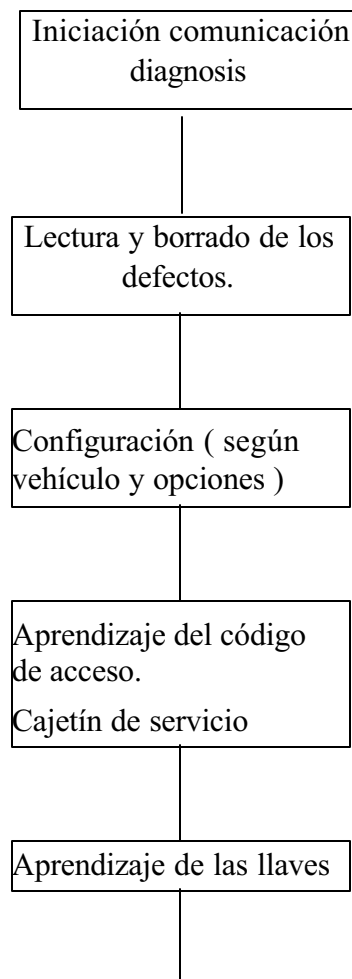 Iniciación comunicación
diagnosis
Lectura y borrado de los
defectos.
Configuración ( según
vehículo y opciones )
Aprendizaje del código
de acceso.
Cajetín de servicio
Aprendizaje de las llaves